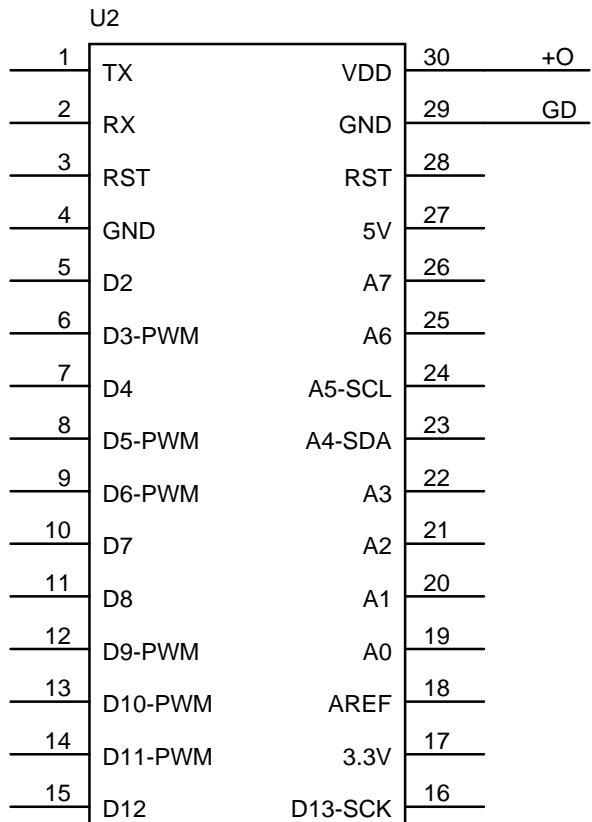 U2
1 TX VDD 30 +O
2 RX GND 29 GD
3 RST RST 28
4 GND 5V 27
5 D2 A7 26
6 D3-PWM A6 25
7 D4 A5-SCL 24
8 D5-PWM A4-SDA 23
9 D6-PWM A3 22
10 D7 A2 21
11 D8 A1 20
12 D9-PWM A0 19
13 D10-PWM AREF 18
14 D11-PWM 3.3V 17
15 D12 D13-SCK 16